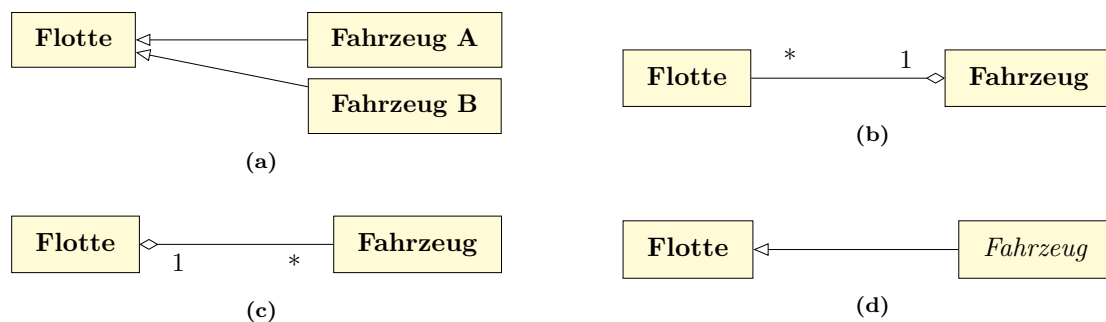 Flotte
Fahrzeug A
Fahrzeug B
(a)
Flotte
*
1
Fahrzeug
(b)
Flotte
1
*
Fahrzeug
(c)
Flotte
Fahrzeug
(d)